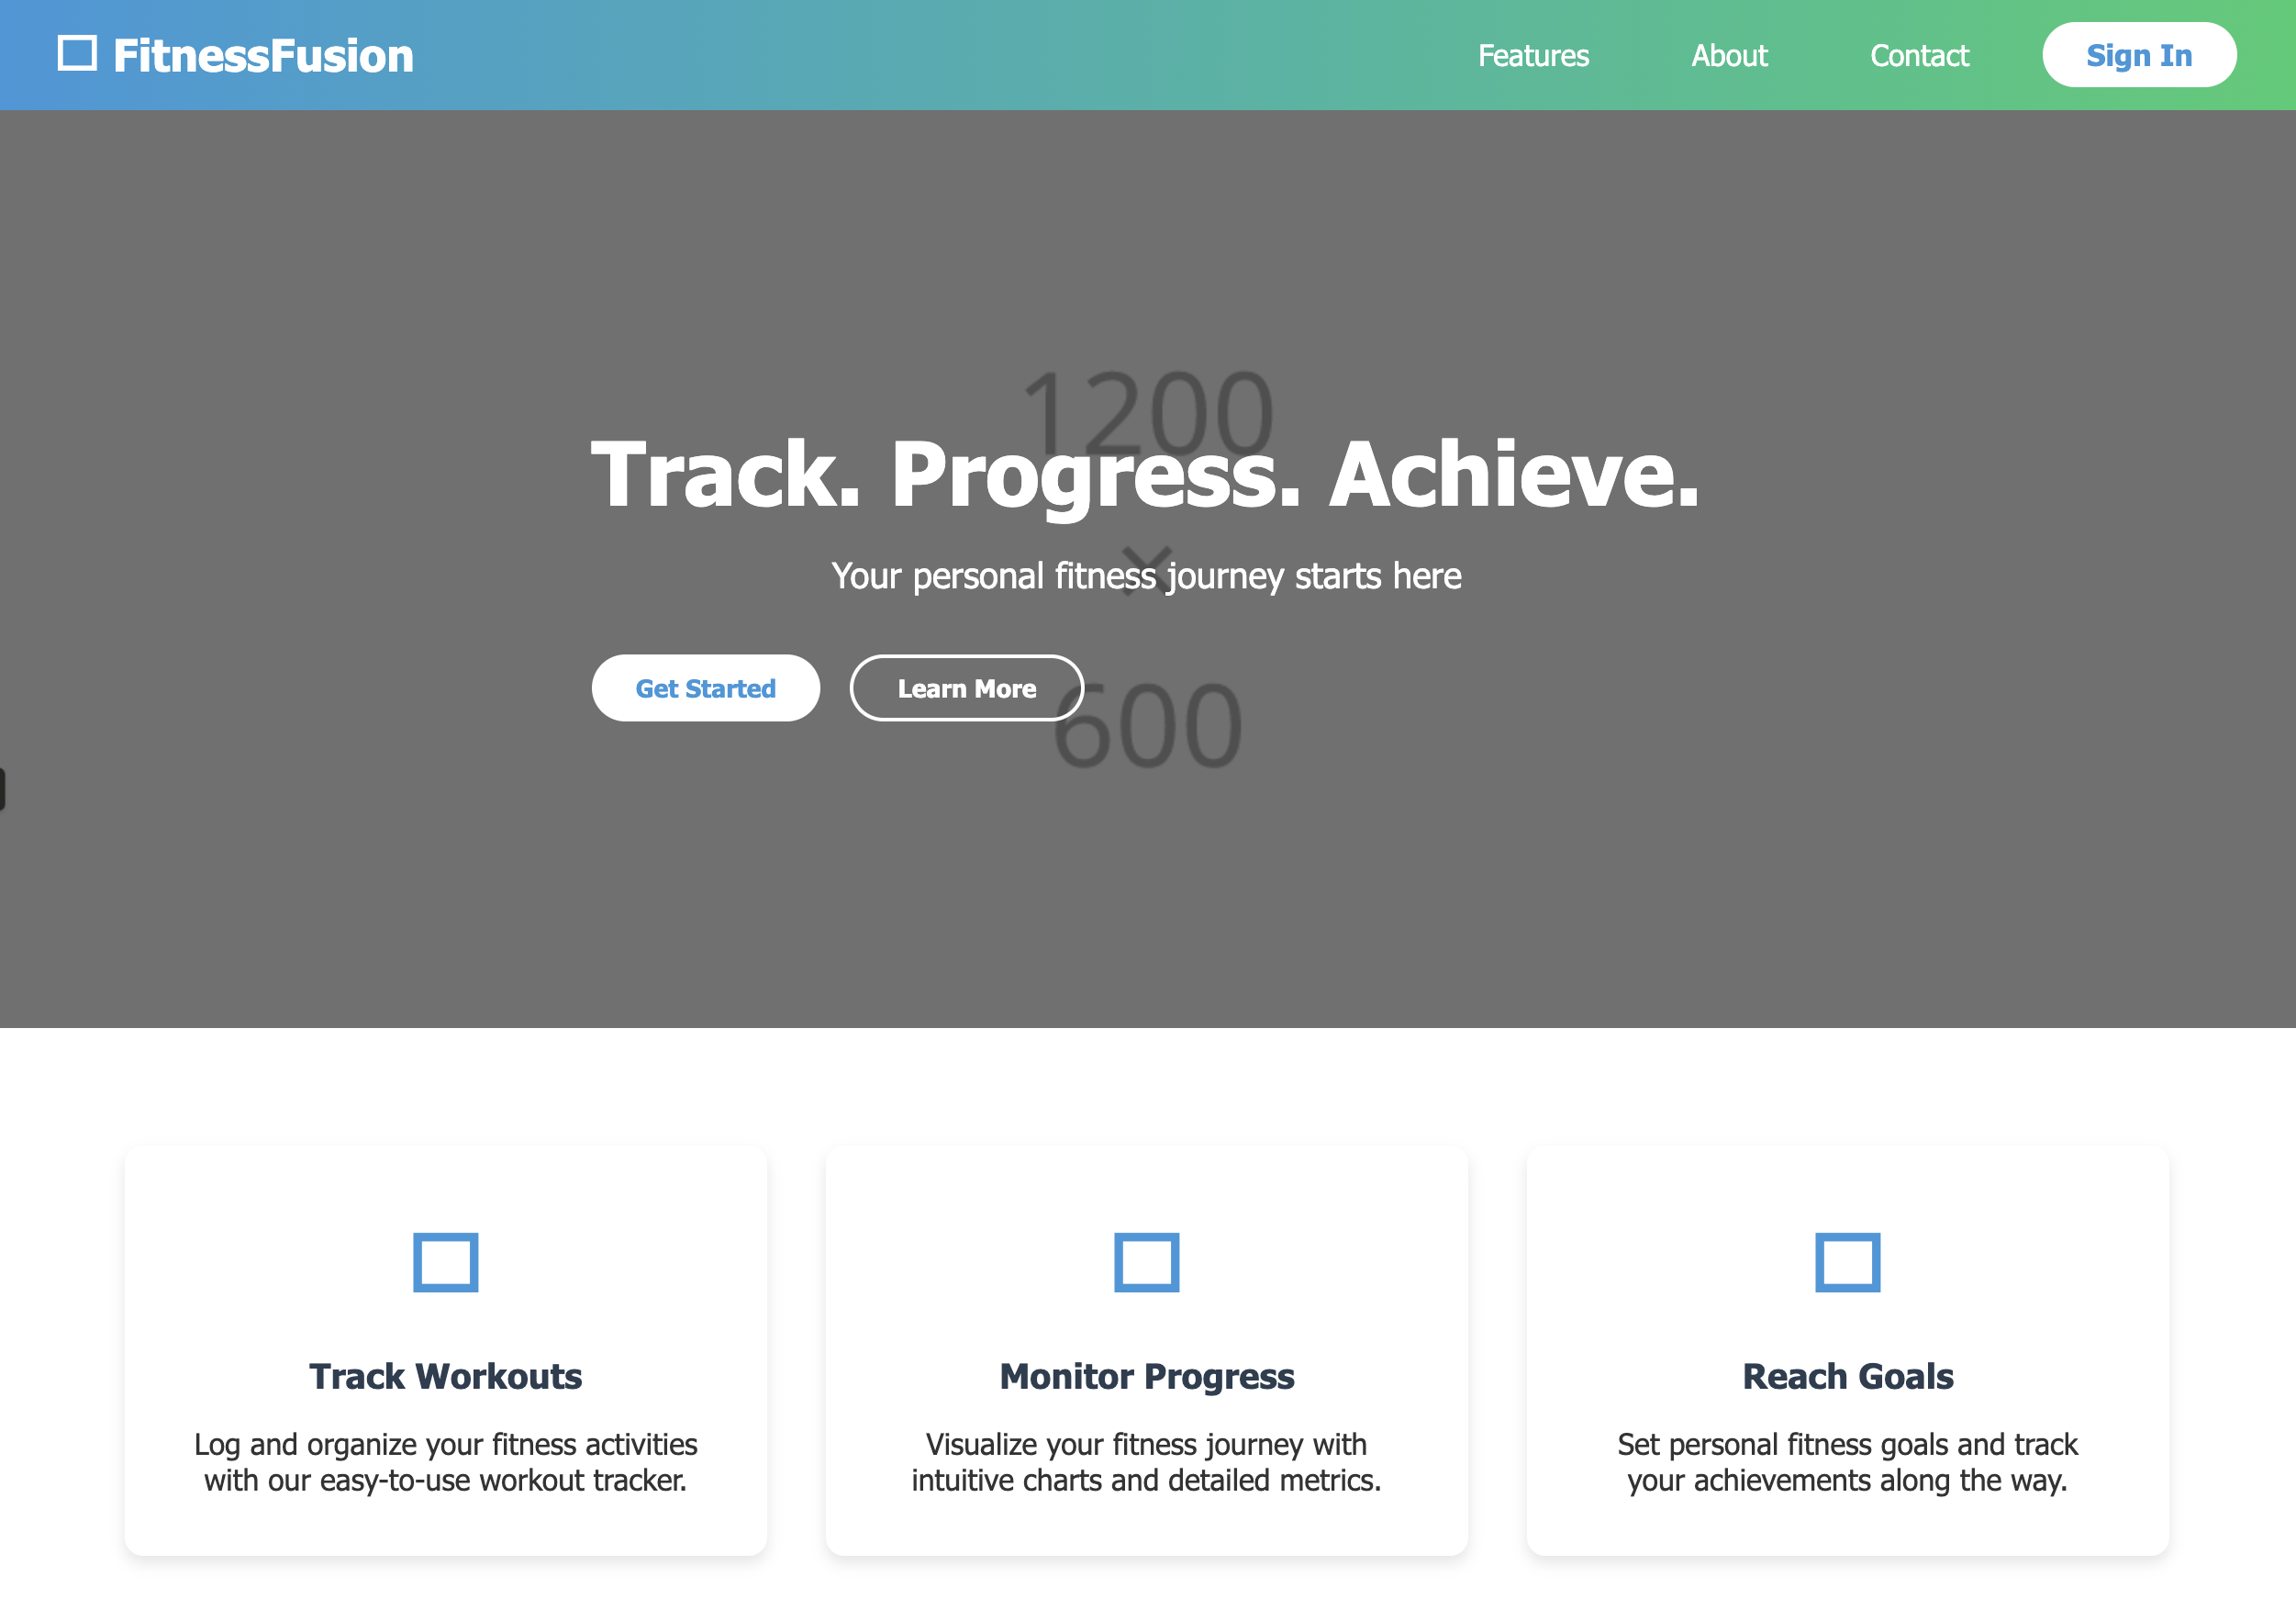 FitnessFusion
Features
About
Contact
Sign In
1200
Track. Progress. Achieve.
×
Your personal fitness journey starts here
Get Started
Learn More
600
Track Workouts
Log and organize your fitness activities
with our easy-to-use workout tracker.
Monitor Progress
Visualize your fitness journey with
intuitive charts and detailed metrics.
Reach Goals
Set personal fitness goals and track
your achievements along the way.